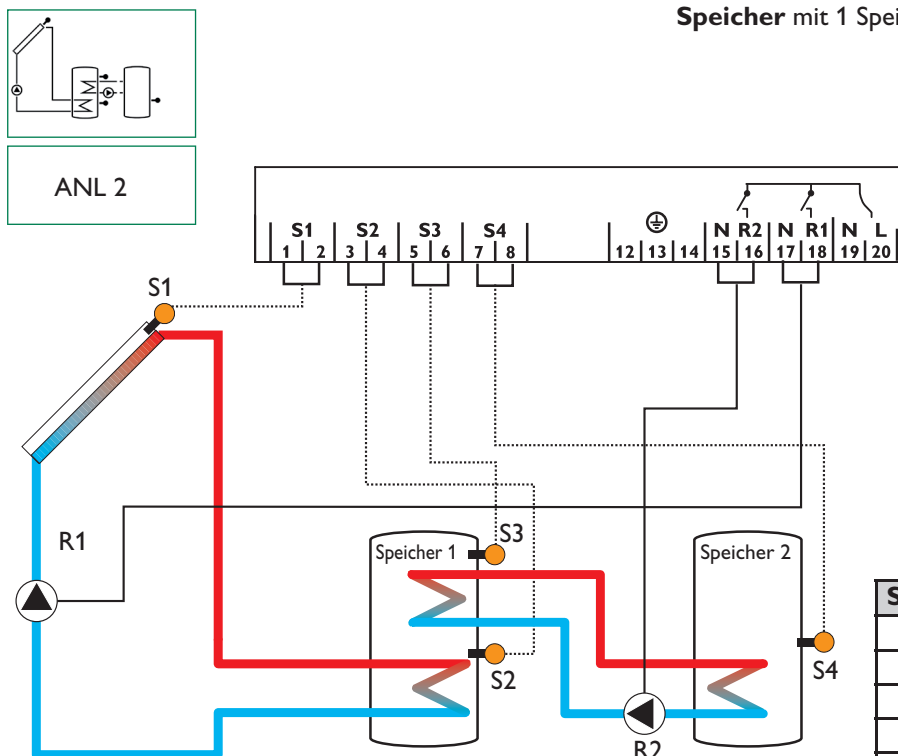 Speicher mit 1 Spei
ANL 2
S1 S2 S3 S4 N R2 N R1 N L
1 2 3 4 5 6 7 8 12 13 14 15 16 17 18 19 20
S1
R1
Speicher 1
S3
Speicher 2
S
S2
S4
R2